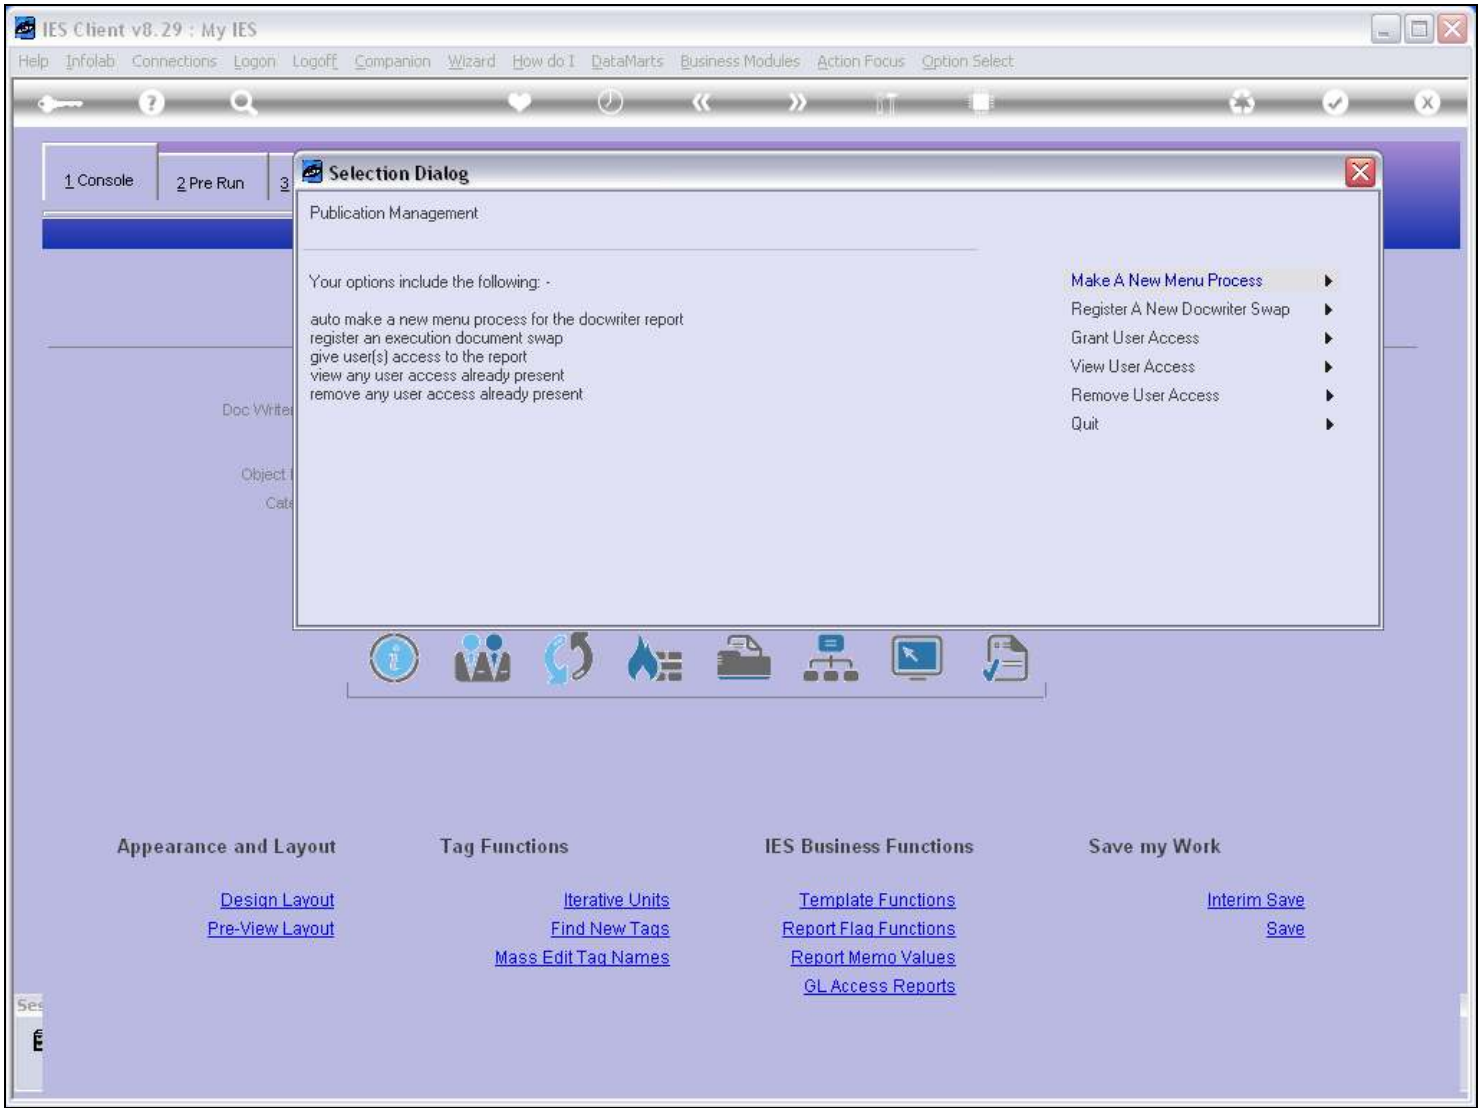 IES Client v8.29 : My IES
Help Infolab Connections Logon Logoff Companion Wizard How do I DataMarts Business Modules Action Focus Option Select
1 Console
2 Pre Run
3
Selection Dialog
Publication Management
Your options include the following: -
auto make a new menu process for the docwriter report
register an execution document swap
give user(s) access to the report
view any user access already present
remove any user access already present
Make A New Menu Process
Register A New Docwriter Swap
Grant User Access
View User Access
Remove User Access
Quit
Doc Writer
Object
Cate
Appearance and Layout
Design Layout
Pre-View Layout
Tag Functions
Iterative Units
Find New Tags
Mass Edit Tag Names
IES Business Functions
Template Functions
Report Flag Functions
Report Memo Values
GL Access Reports
Save my Work
Interim Save
Save
Ses